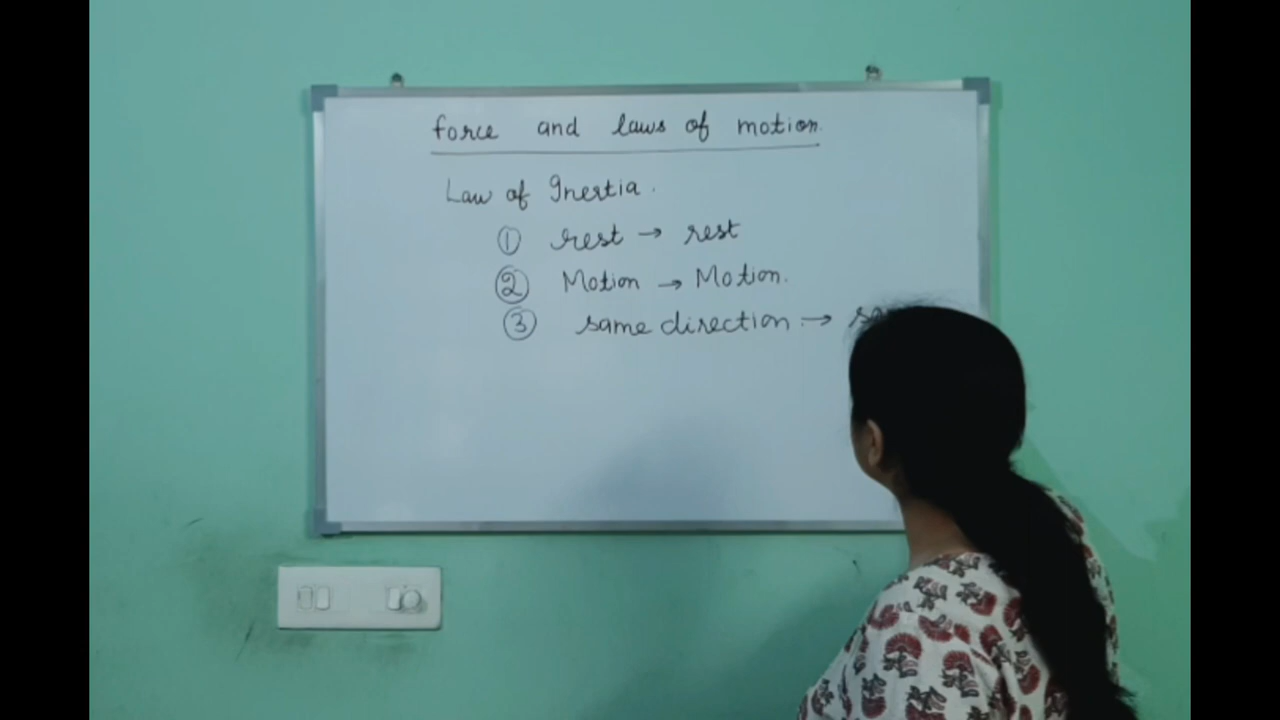 force and laws of motion.
Law of Inertia.
① rest → rest
② Motion → Motion.
③ same direction. →